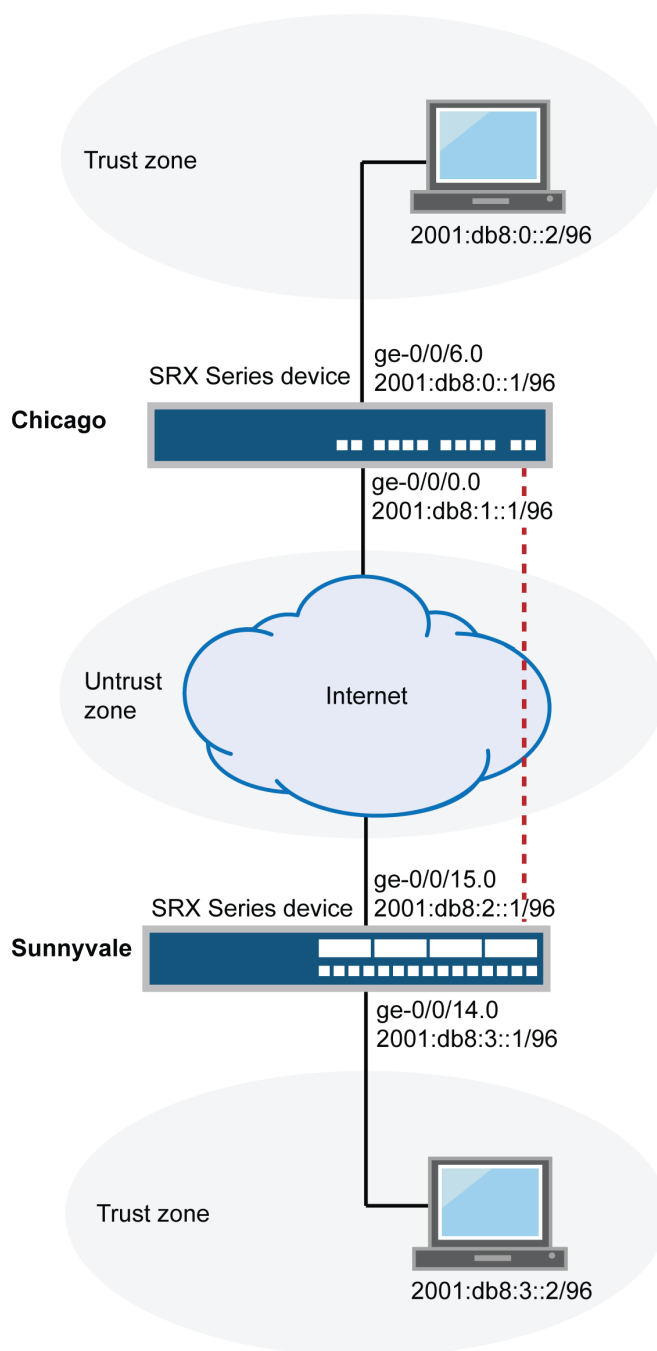 Trust zone
2001:db8:0::2/96
ge-0/0/6.0
SRX Series device
2001:db8:0::1/96
Chicago
ge-0/0/0.0
2001:db8:1::1/96
Untrust
zone
Internet
ge-0/0/15.0
SRX Series device
2001:db8:2::1/96
Sunnyvale
ge-0/0/14.0
2001:db8:3::1/96
Trust zone
2001:db8:3::2/96